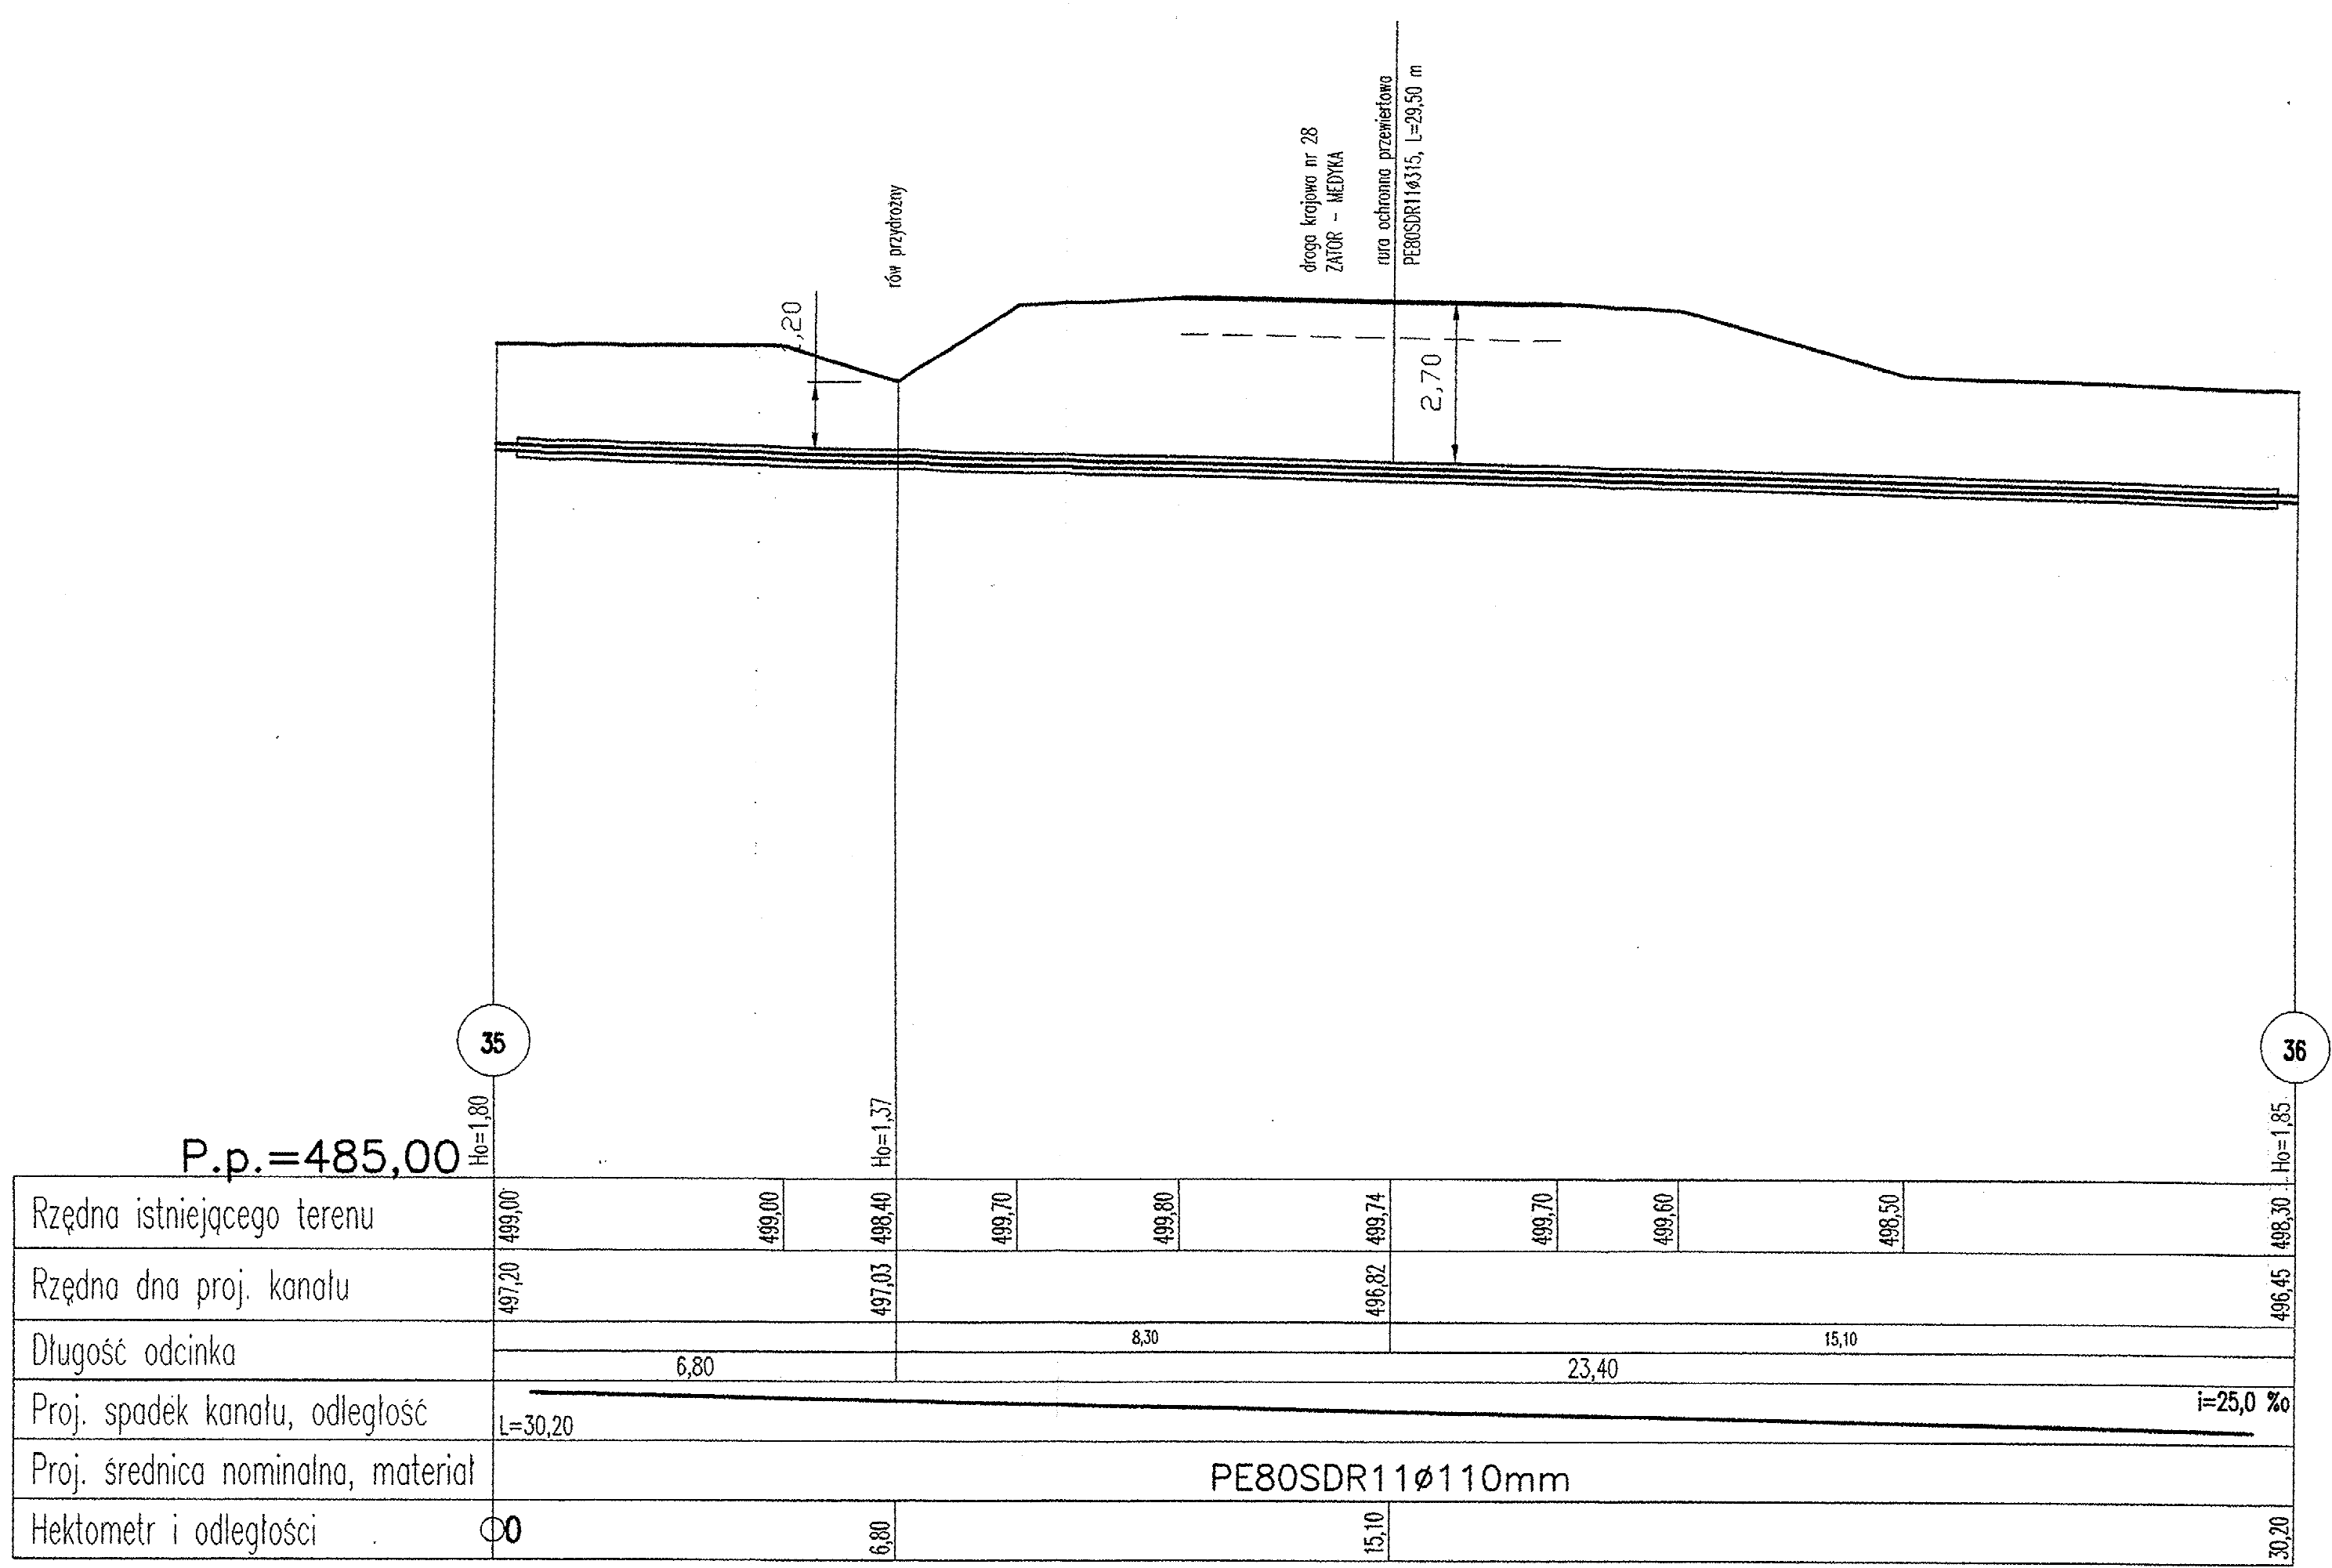 rów przydrożny
droga krajowa nr 28
ZATOR - MEDYKA
rura ochronna przewiertowa
PE80SDR11ø315, L=29,50 m
,20
2,70
35
36
Ho=1,80
Ho=1,37
Ho=1,85
P.p.=485,00
Rzędna istniejącego terenu
499,00
499,00
498,40
499,70
499,80
499,74
499,70
499,60
498,50
498,30
Rzędna dna proj. kanału
497,20
497,03
496,82
496,45
Długość odcinka
8,30
15,10
6,80
23,40
Proj. spadek kanału, odległość
L=30,20
i=25,0 ‰
Proj. średnica nominalna, materiał
PE80SDR11ø110mm
Hektometr i odległości
0
6,80
15,10
30,20